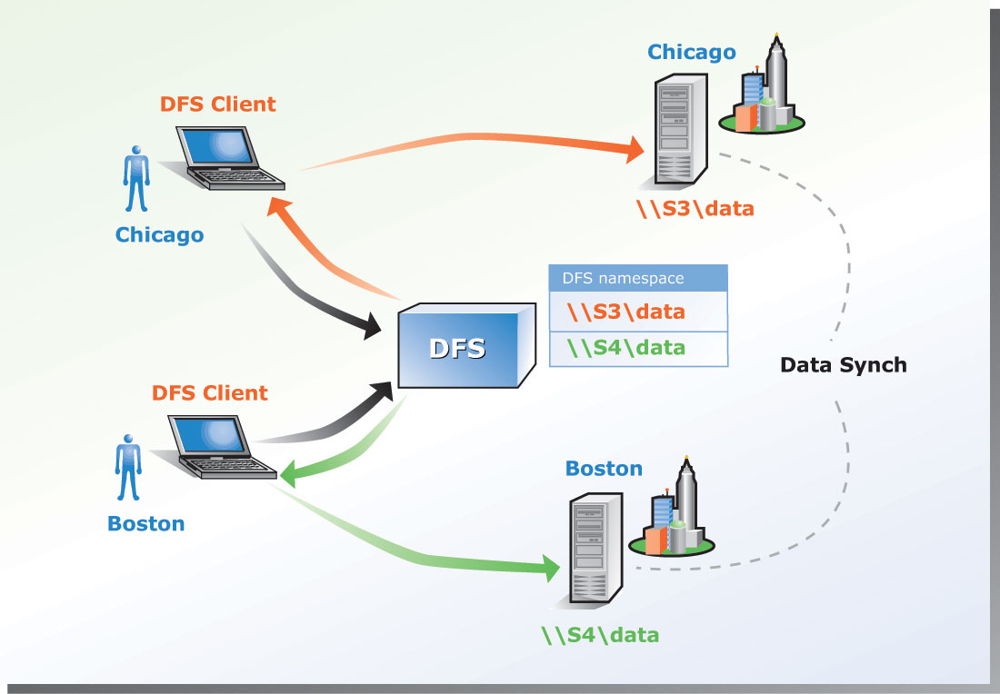 Chicago
DFS Client
\\S3\data
Chicago
DFS namespace
\\S3\data
\\S4\data
DFS
Data Synch
DFS Client
Boston
Boston
\\S4\data